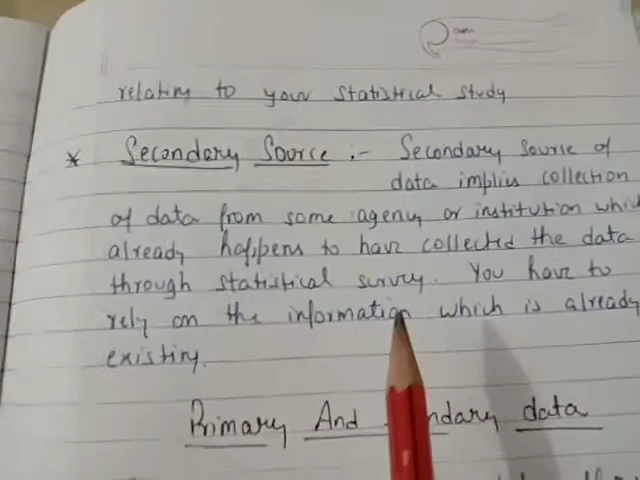 relating to your statistical study
* Secondary Source :- Secondary source of
data implies collection
of data from some agency or institution which
already happens to have collected the data
through statistical survey. You have to
rely on the information which is already
existing.
Primary And data